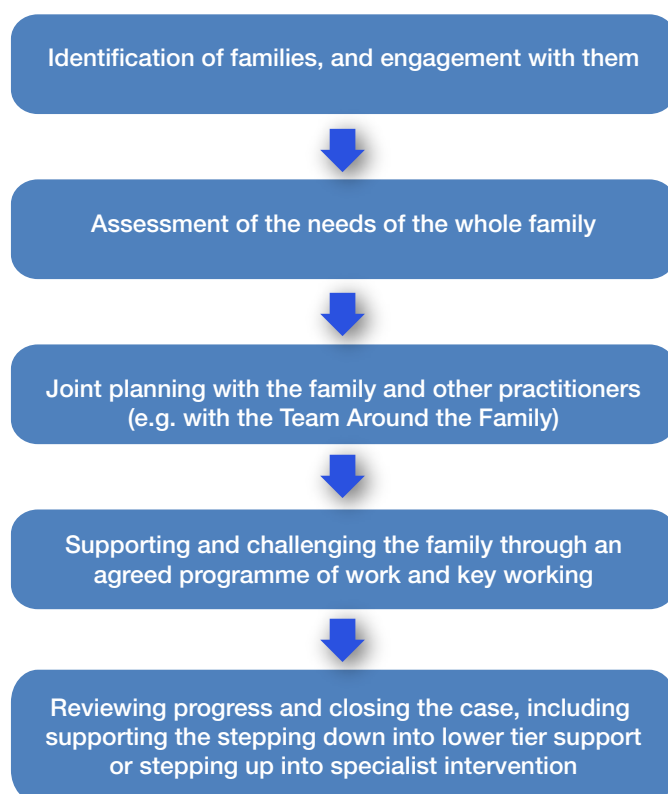 Identification of families, and engagement with them
Assessment of the needs of the whole family
Joint planning with the family and other practitioners
(e.g. with the Team Around the Family)
Supporting and challenging the family through an
agreed programme of work and key working
Reviewing progress and closing the case, including
supporting the stepping down into lower tier support
or stepping up into specialist intervention